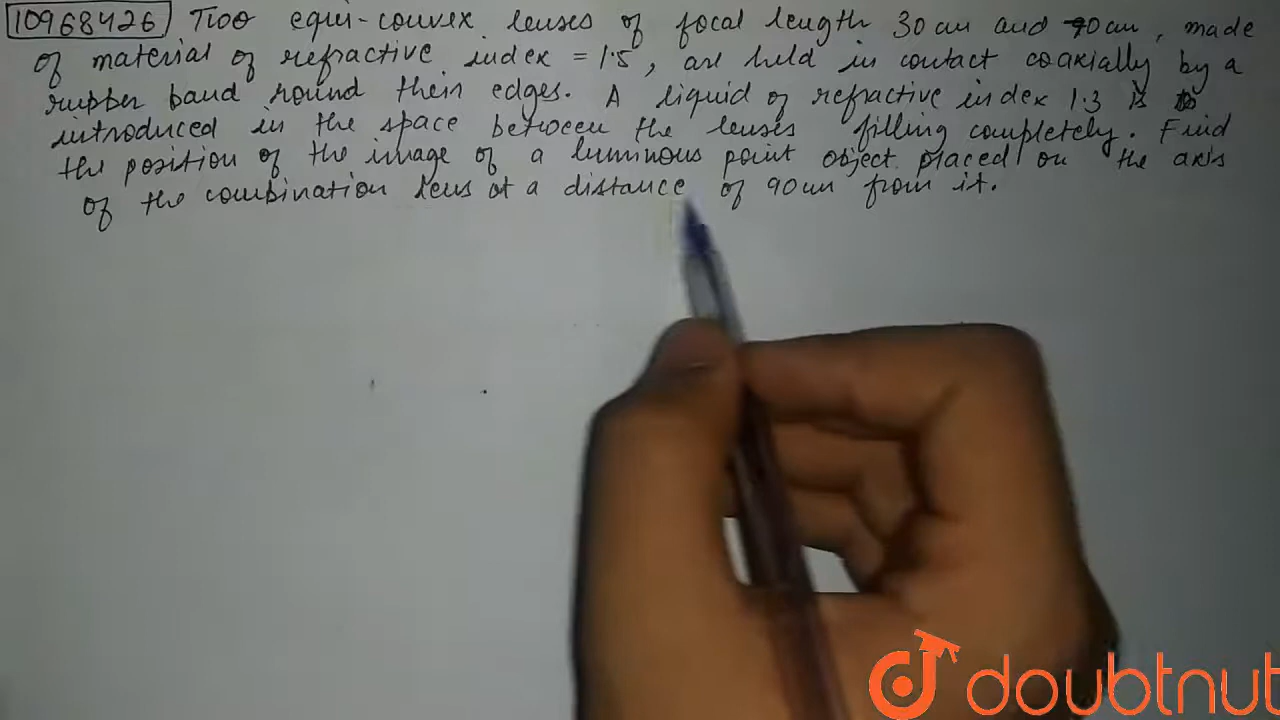 10968426 Two equi-convex lenses of focal length 30 cm and 70 cm, made
of material of refractive index = 1.5, are held in contact coaxially by a
rubber band round their edges. A liquid of refractive index 1.3 is
introduced in the space between the lenses filling completely. Find
the position of the image of a luminous point object placed on the axis
of the combination lens at a distance of 90 cm from it.
doubtnut